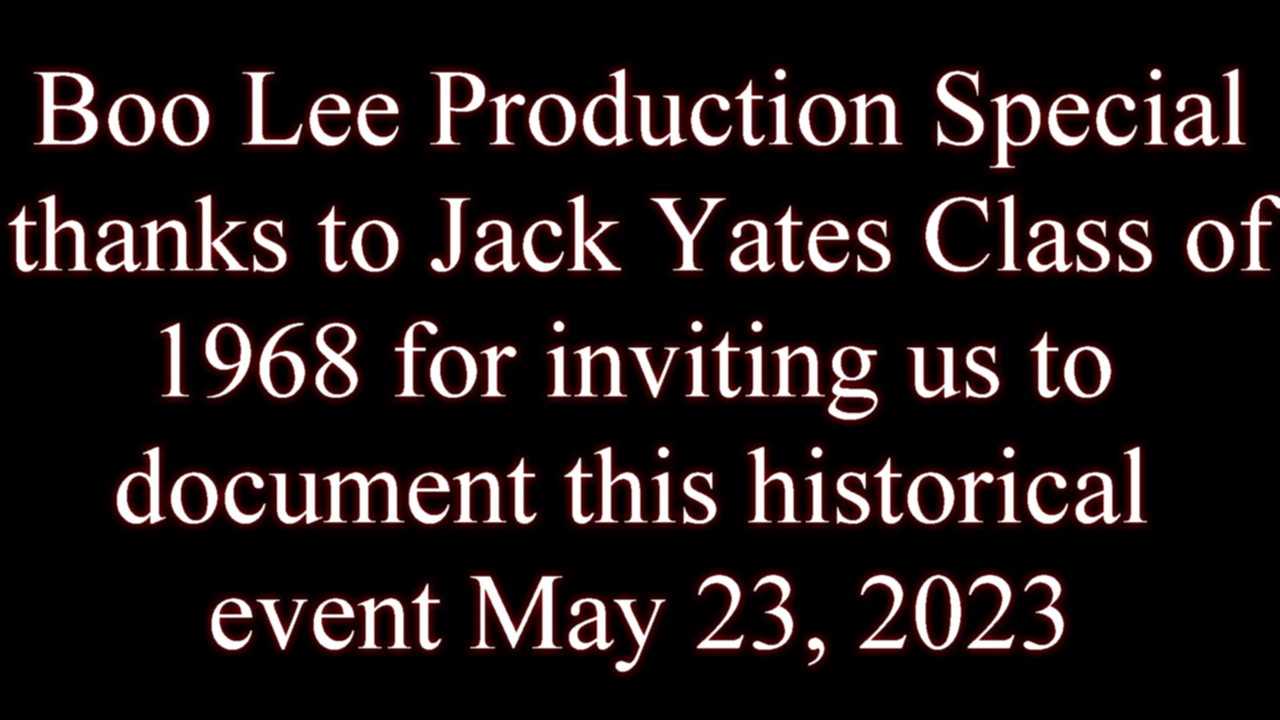 Boo Lee Production Special
thanks to Jack Yates Class of
1968 for inviting us to
document this historical
event May 23, 2023